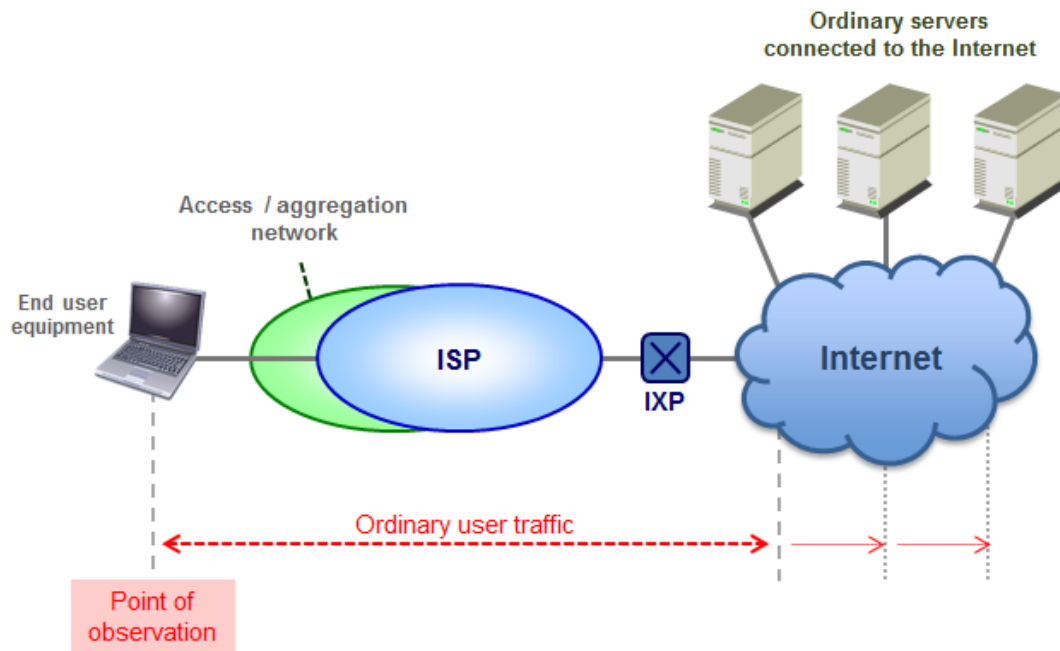 Ordinary servers
connected to the Internet
Access / aggregation
network
End user
equipment
ISP
IXP
Internet
Ordinary user traffic
Point of
observation